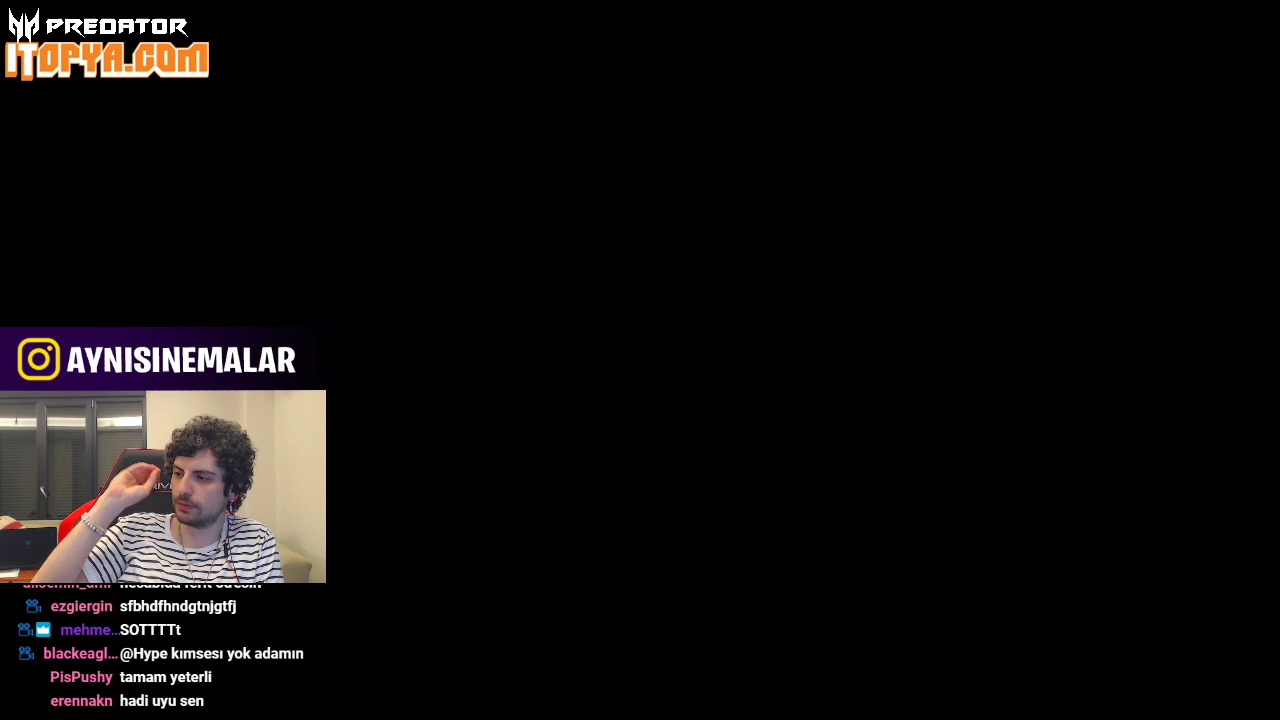 PREDATOR
ITOPYA.COM
AYNISINEMALAR
ezgiergin sfbhdfhndgtnjgtfj
mehme... SOTTTTt
blackeagl... @Hype kımsesı yok adamın
PisPushy tamam yeterli
erennakn hadi uyu sen